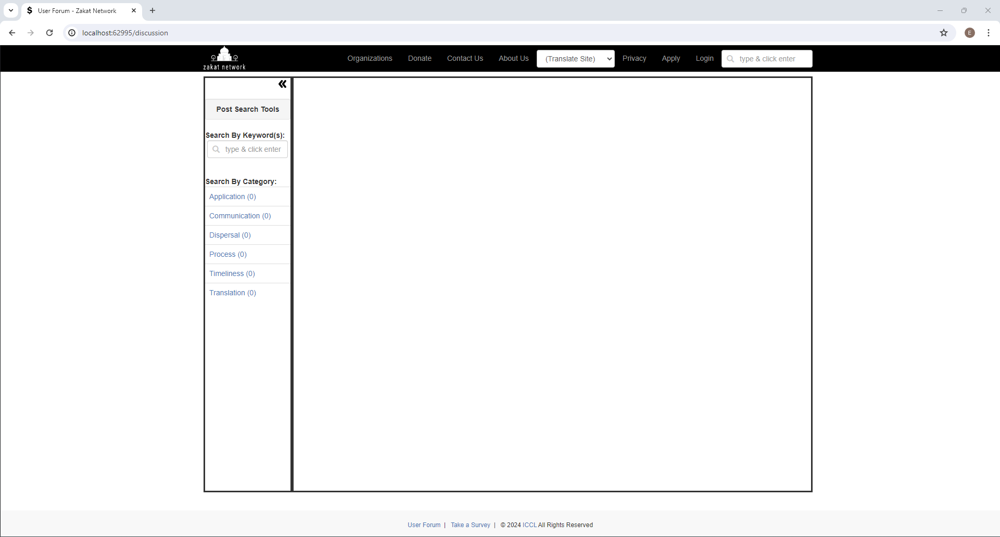 User Forum - Zakat Network
localhost:62995/discussion
E
zakat network
Organizations Donate Contact Us About Us (Translate Site) Privacy Apply Login type & click enter
Post Search Tools
Search By Keyword(s):
type & click enter
Search By Category:
Application (0)
Communication (0)
Dispersal (0)
Process (0)
Timeliness (0)
Translation (0)
User Forum | Take a Survey | © 2024 ICCL All Rights Reserved